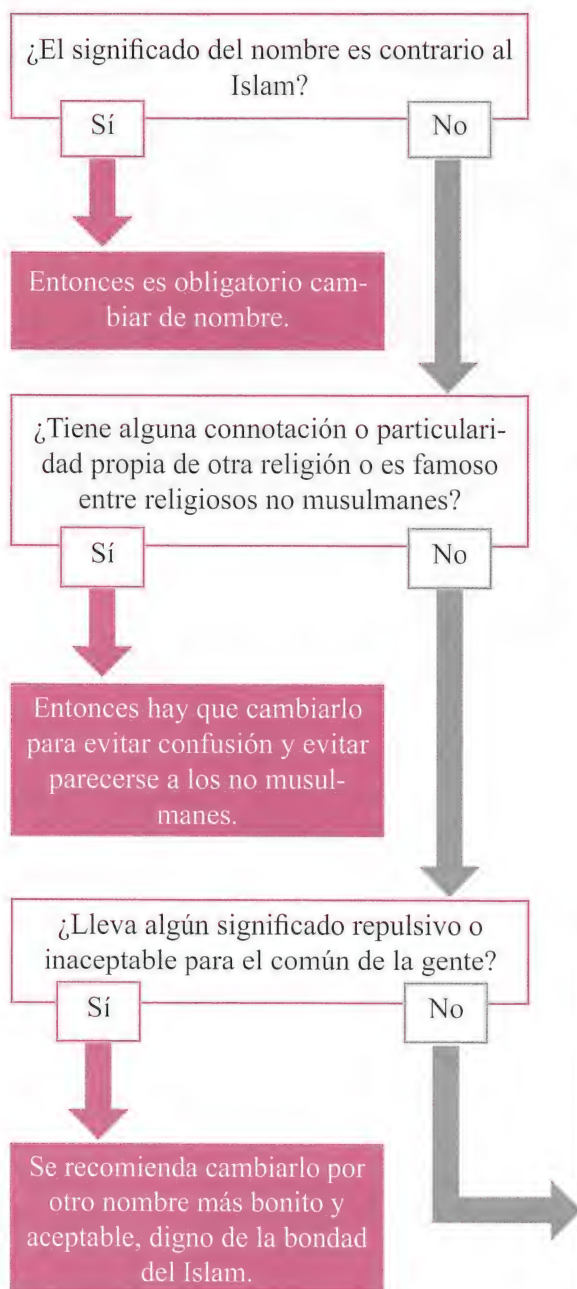 ¿El significado del nombre es contrario al
Islam?
Sí
No
Entonces es obligatorio cam-
biar de nombre.
¿Tiene alguna connotación o particulari-
dad propia de otra religión o es famoso
entre religiosos no musulmanes?
Sí
No
Entonces hay que cambiarlo
para evitar confusión y evitar
parecerse a los no musul-
manes.
¿Lleva algún significado repulsivo o
inaceptable para el común de la gente?
Sí
No
Se recomienda cambiarlo por
otro nombre más bonito y
aceptable, digno de la bondad
del Islam.